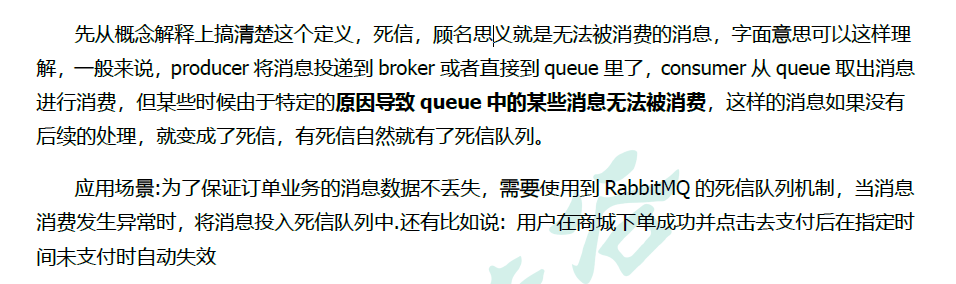 先从概念解释上搞清楚这个定义，死信，顾名思义就是无法被消费的消息，字面意思可以这样理
解，一般来说，producer 将消息投递到 broker 或者直接到 queue 里了，consumer 从 queue 取出消息
进行消费，但某些时候由于特定的原因导致 queue 中的某些消息无法被消费，这样的消息如果没有
后续的处理，就变成了死信，有死信自然就有了死信队列。
应用场景:为了保证订单业务的消息数据不丢失，需要使用到 RabbitMQ 的死信队列机制，当消息
消费发生异常时，将消息投入死信队列中.还有比如说：用户在商城下单成功并点击去支付后在指定时
间未支付时自动失效